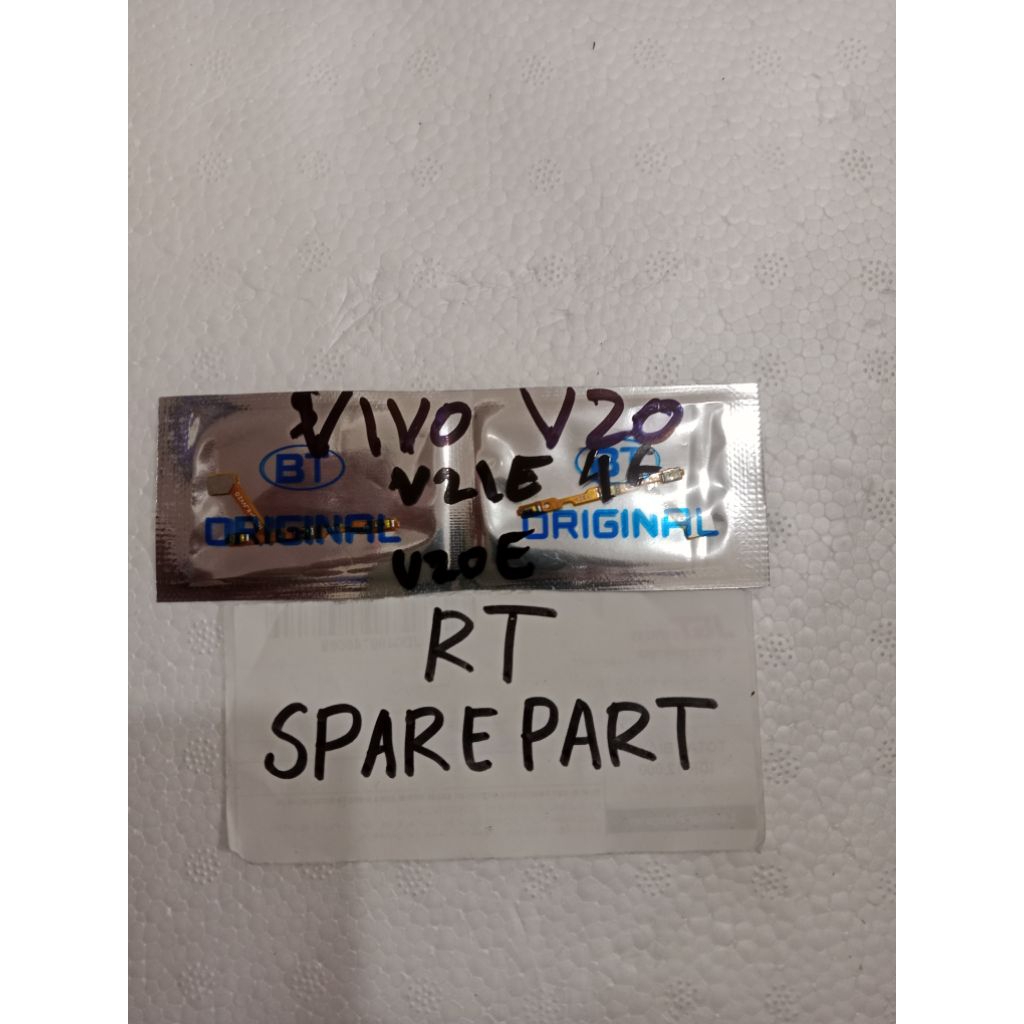 VIVO V20
BT BT
V21E 4G
ORIGINAL ORIGINAL
V20E
RT
SPARE PART